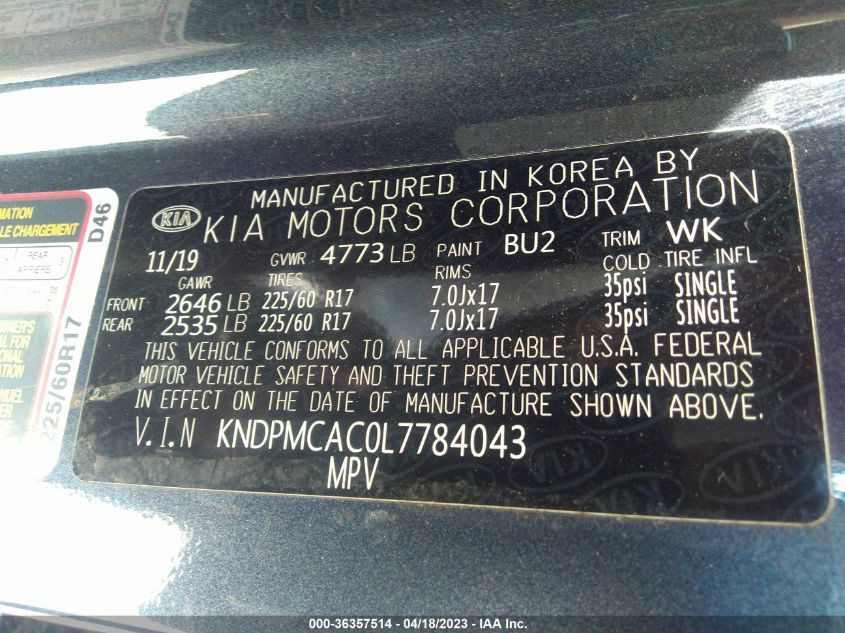 MANUFACTURED IN KOREA BY
KIA KIA MOTORS CORPORATION
11/19 GVWR 4773 LB PAINT BU2 TRIM WK
GAWR TIRES RIMS COLD TIRE INFL
FRONT 2646 LB 225/60 R17 7.0Jx17 35psi SINGLE
REAR 2535 LB 225/60 R17 7.0Jx17 35psi SINGLE
THIS VEHICLE CONFORMS TO ALL APPLICABLE U.S.A. FEDERAL
MOTOR VEHICLE SAFETY AND THEFT PREVENTION STANDARDS
IN EFFECT ON THE DATE OF MANUFACTURE SHOWN ABOVE.
V.I.N KNDPMCAC0L7784043
MPV
CHARGEMENT
REAR
ARRIERE
D46
225/60R17
000-36357514 - 04/18/2023 - IAA Inc.